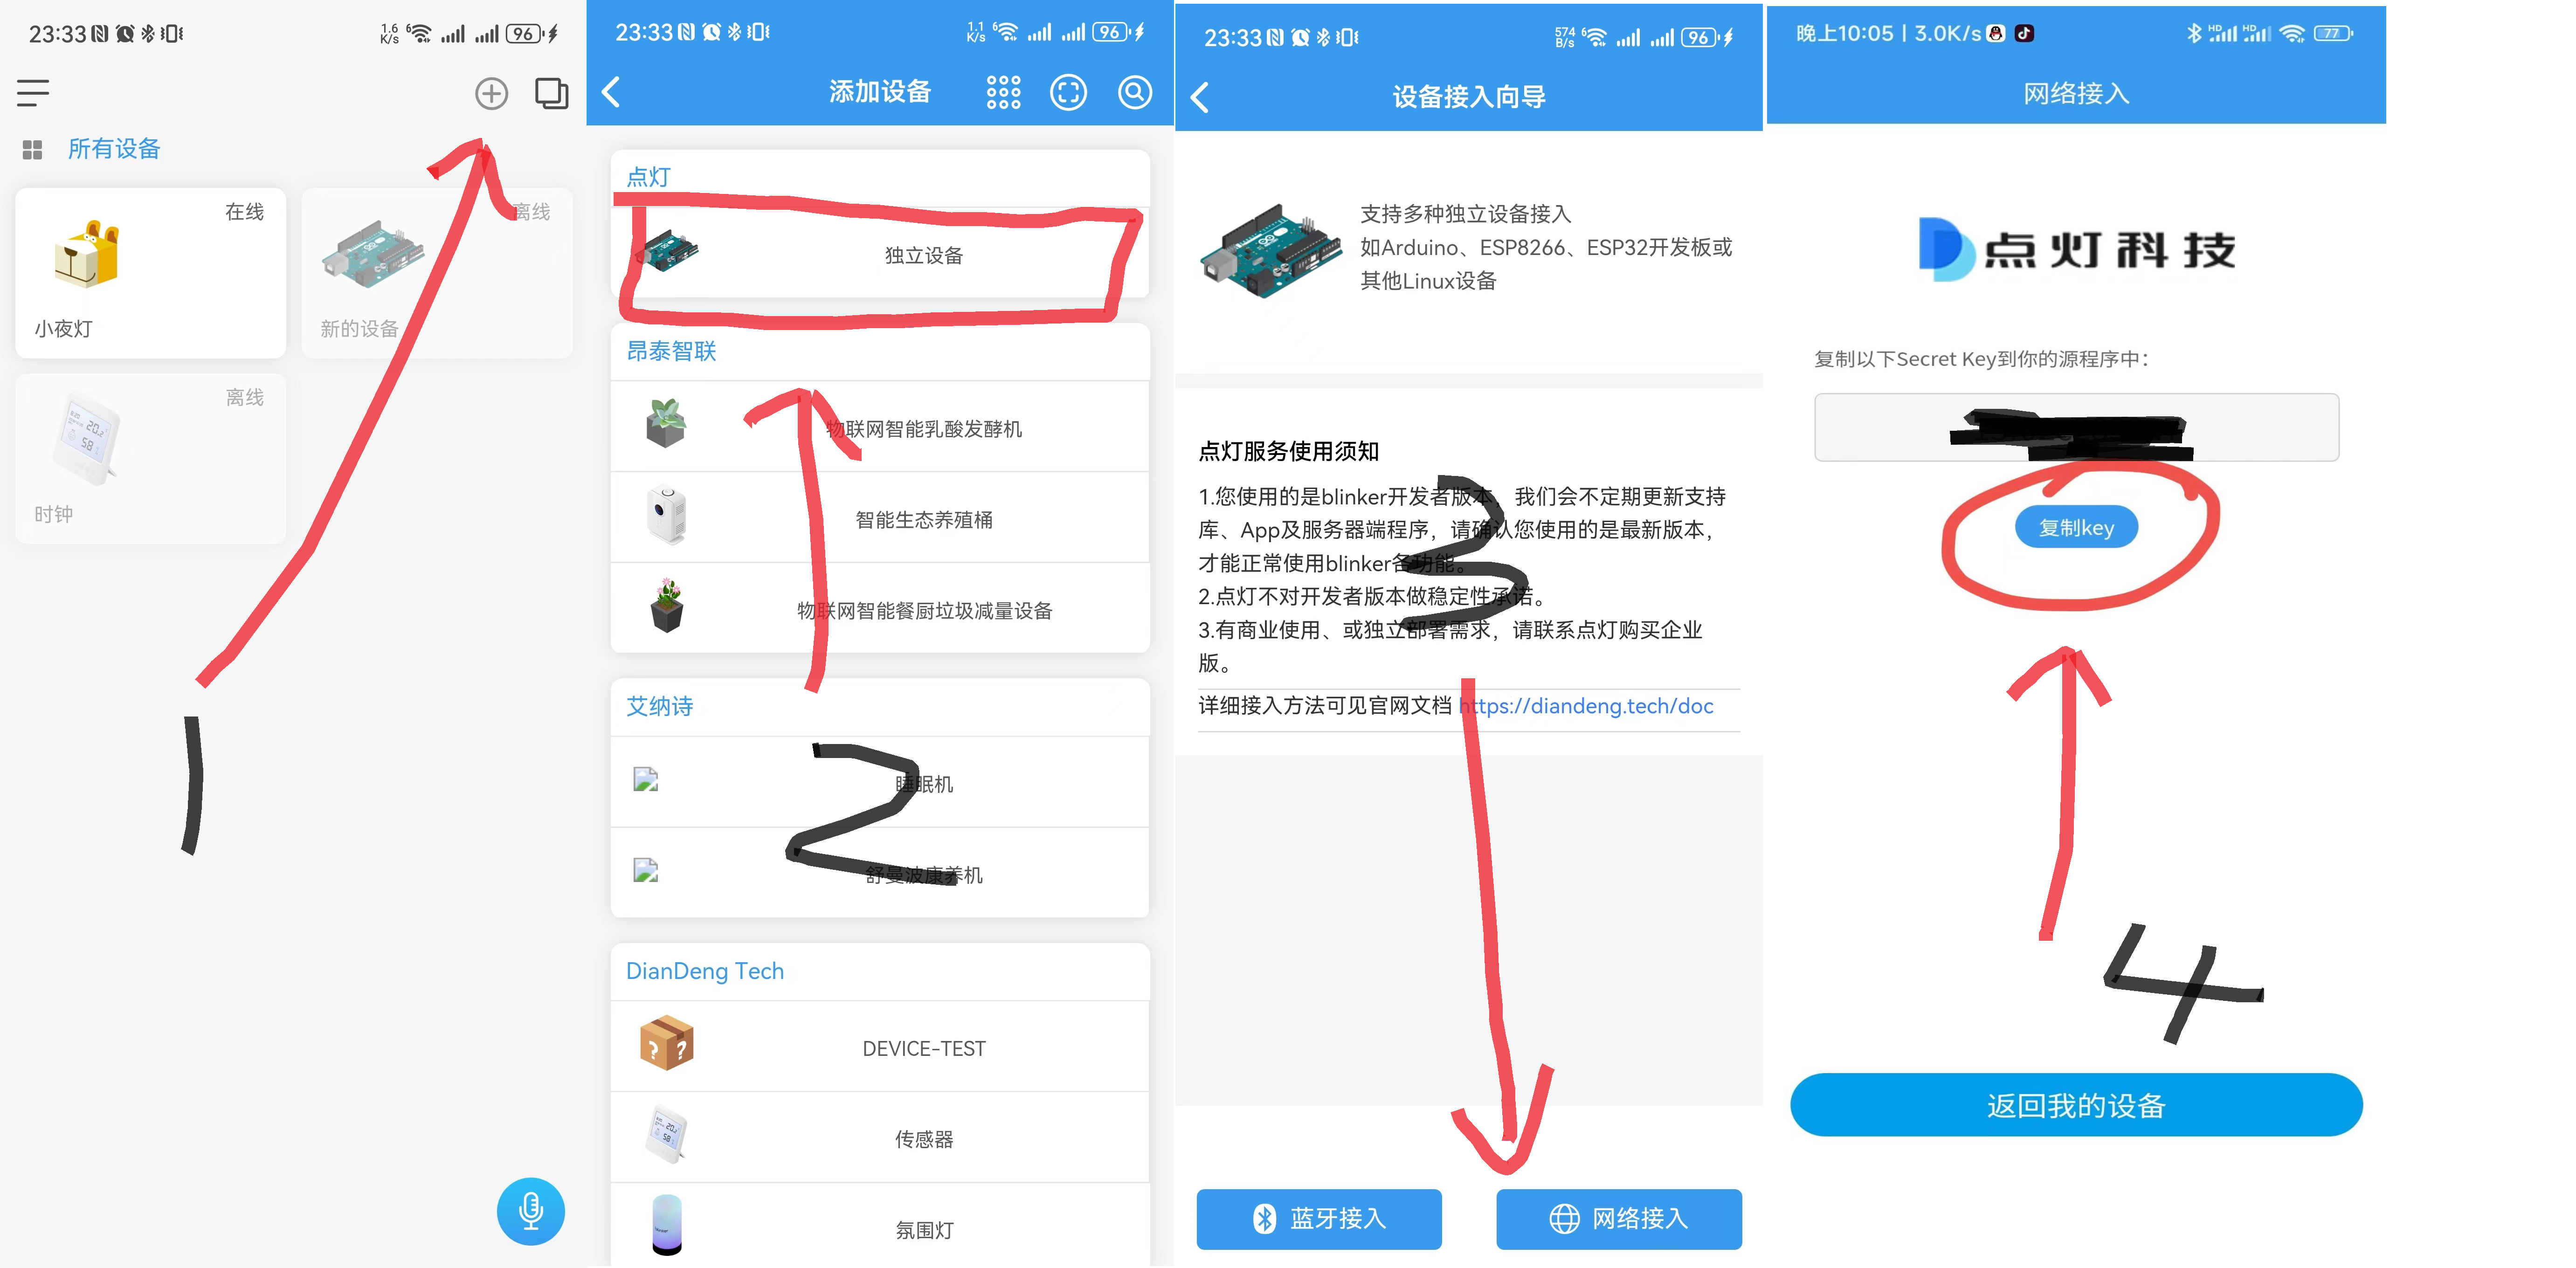 23:33
1.6 K/s
6
96
所有设备
在线
小夜灯
离线
新的设备
离线
时钟
1
23:33
1.1 K/s
6
96
添加设备
点灯
独立设备
昂泰智联
物联网智能乳酸发酵机
智能生态养殖桶
物联网智能餐厨垃圾减量设备
艾纳诗
睡眠机
舒曼波康养机
2
DianDeng Tech
DEVICE-TEST
传感器
氛围灯
23:33
574 B/s
6
96
设备接入向导
支持多种独立设备接入
如Arduino、ESP8266、ESP32开发板或
其他Linux设备
点灯服务使用须知
1.您使用的是blinker开发者版本，我们会不定期更新支持
库、App及服务器端程序，请确认您使用的是最新版本，
才能正常使用blinker各功能。
2.点灯不对开发者版本做稳定性承诺。
3.有商业使用、或独立部署需求，请联系点灯购买企业
版。
详细接入方法可见官网文档 https://diandeng.tech/doc
3
蓝牙接入
网络接入
晚上10:05 | 3.0K/s
HD HD 77
网络接入
点灯科技
复制以下Secret Key到你的源程序中：
复制key
4
返回我的设备